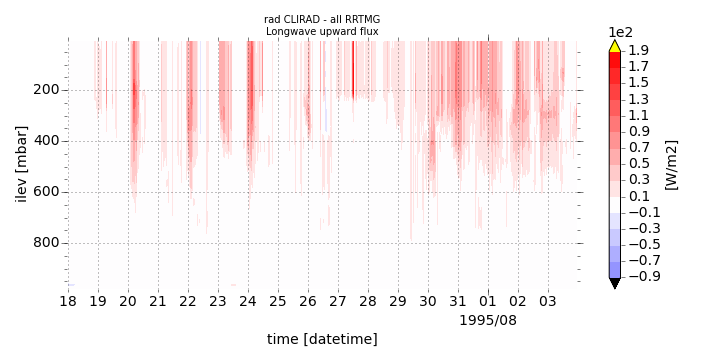 rad CLIRAD - all RRTMG
Longwave upward flux
1e2
1.9
1.7
1.5
1.3
1.1
0.9
0.7
0.5
0.3
0.1
−0.1
−0.3
−0.5
−0.7
−0.9
[W/m2]
ilev [mbar]
200
400
600
800
18 19 20 21 22 23 24 25 26 27 28 29 30 31 01 02 03
1995/08
time [datetime]